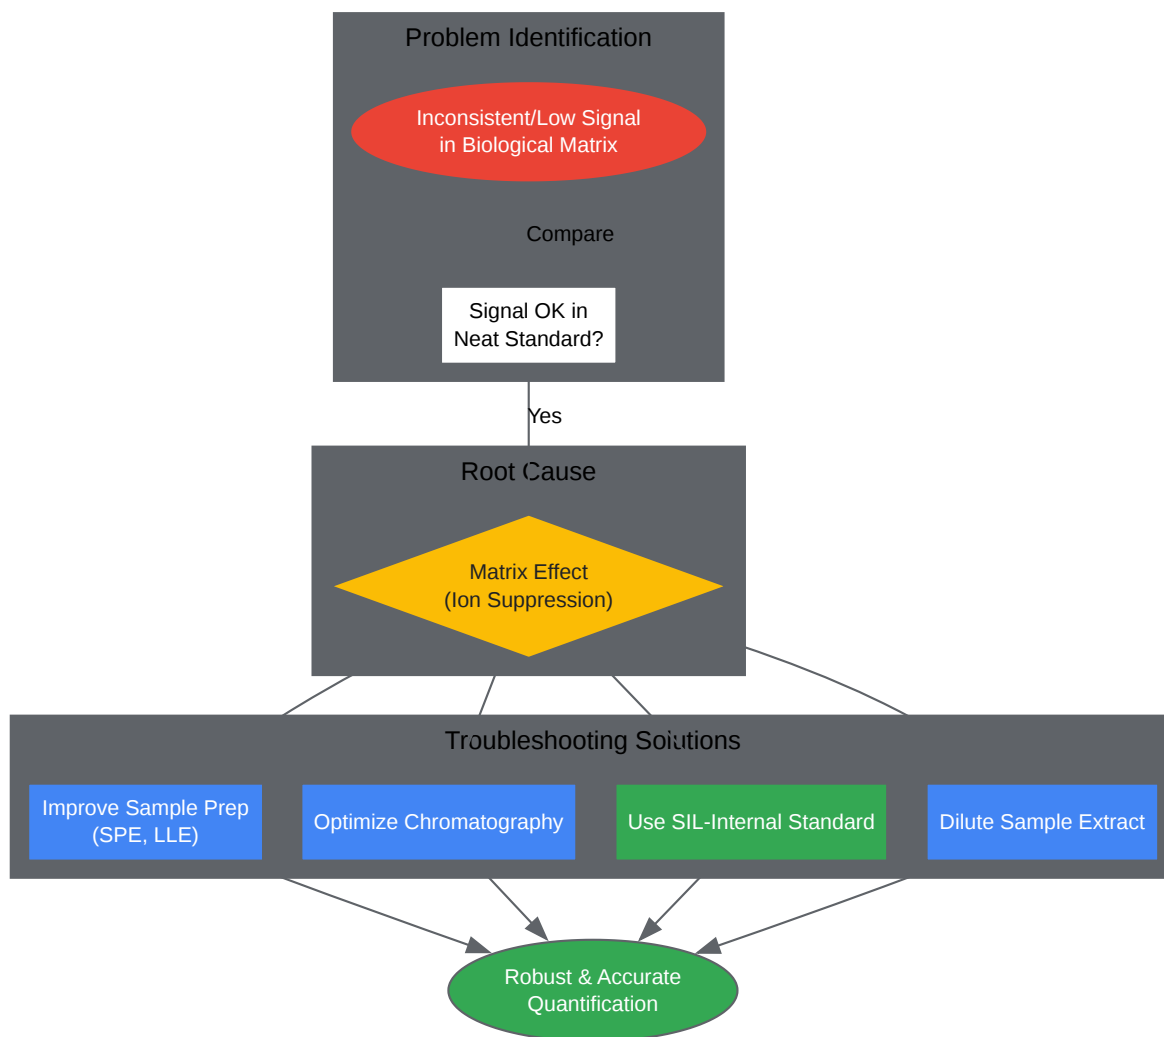 Problem Identification
Inconsistent/Low Signal
in Biological Matrix
Compare
Signal OK in
Neat Standard?
Yes
Root Cause
Matrix Effect
(Ion Suppression)
Troubleshooting Solutions
Improve Sample Prep
(SPE, LLE)
Optimize Chromatography
Use SIL-Internal Standard
Dilute Sample Extract
Robust & Accurate
Quantification